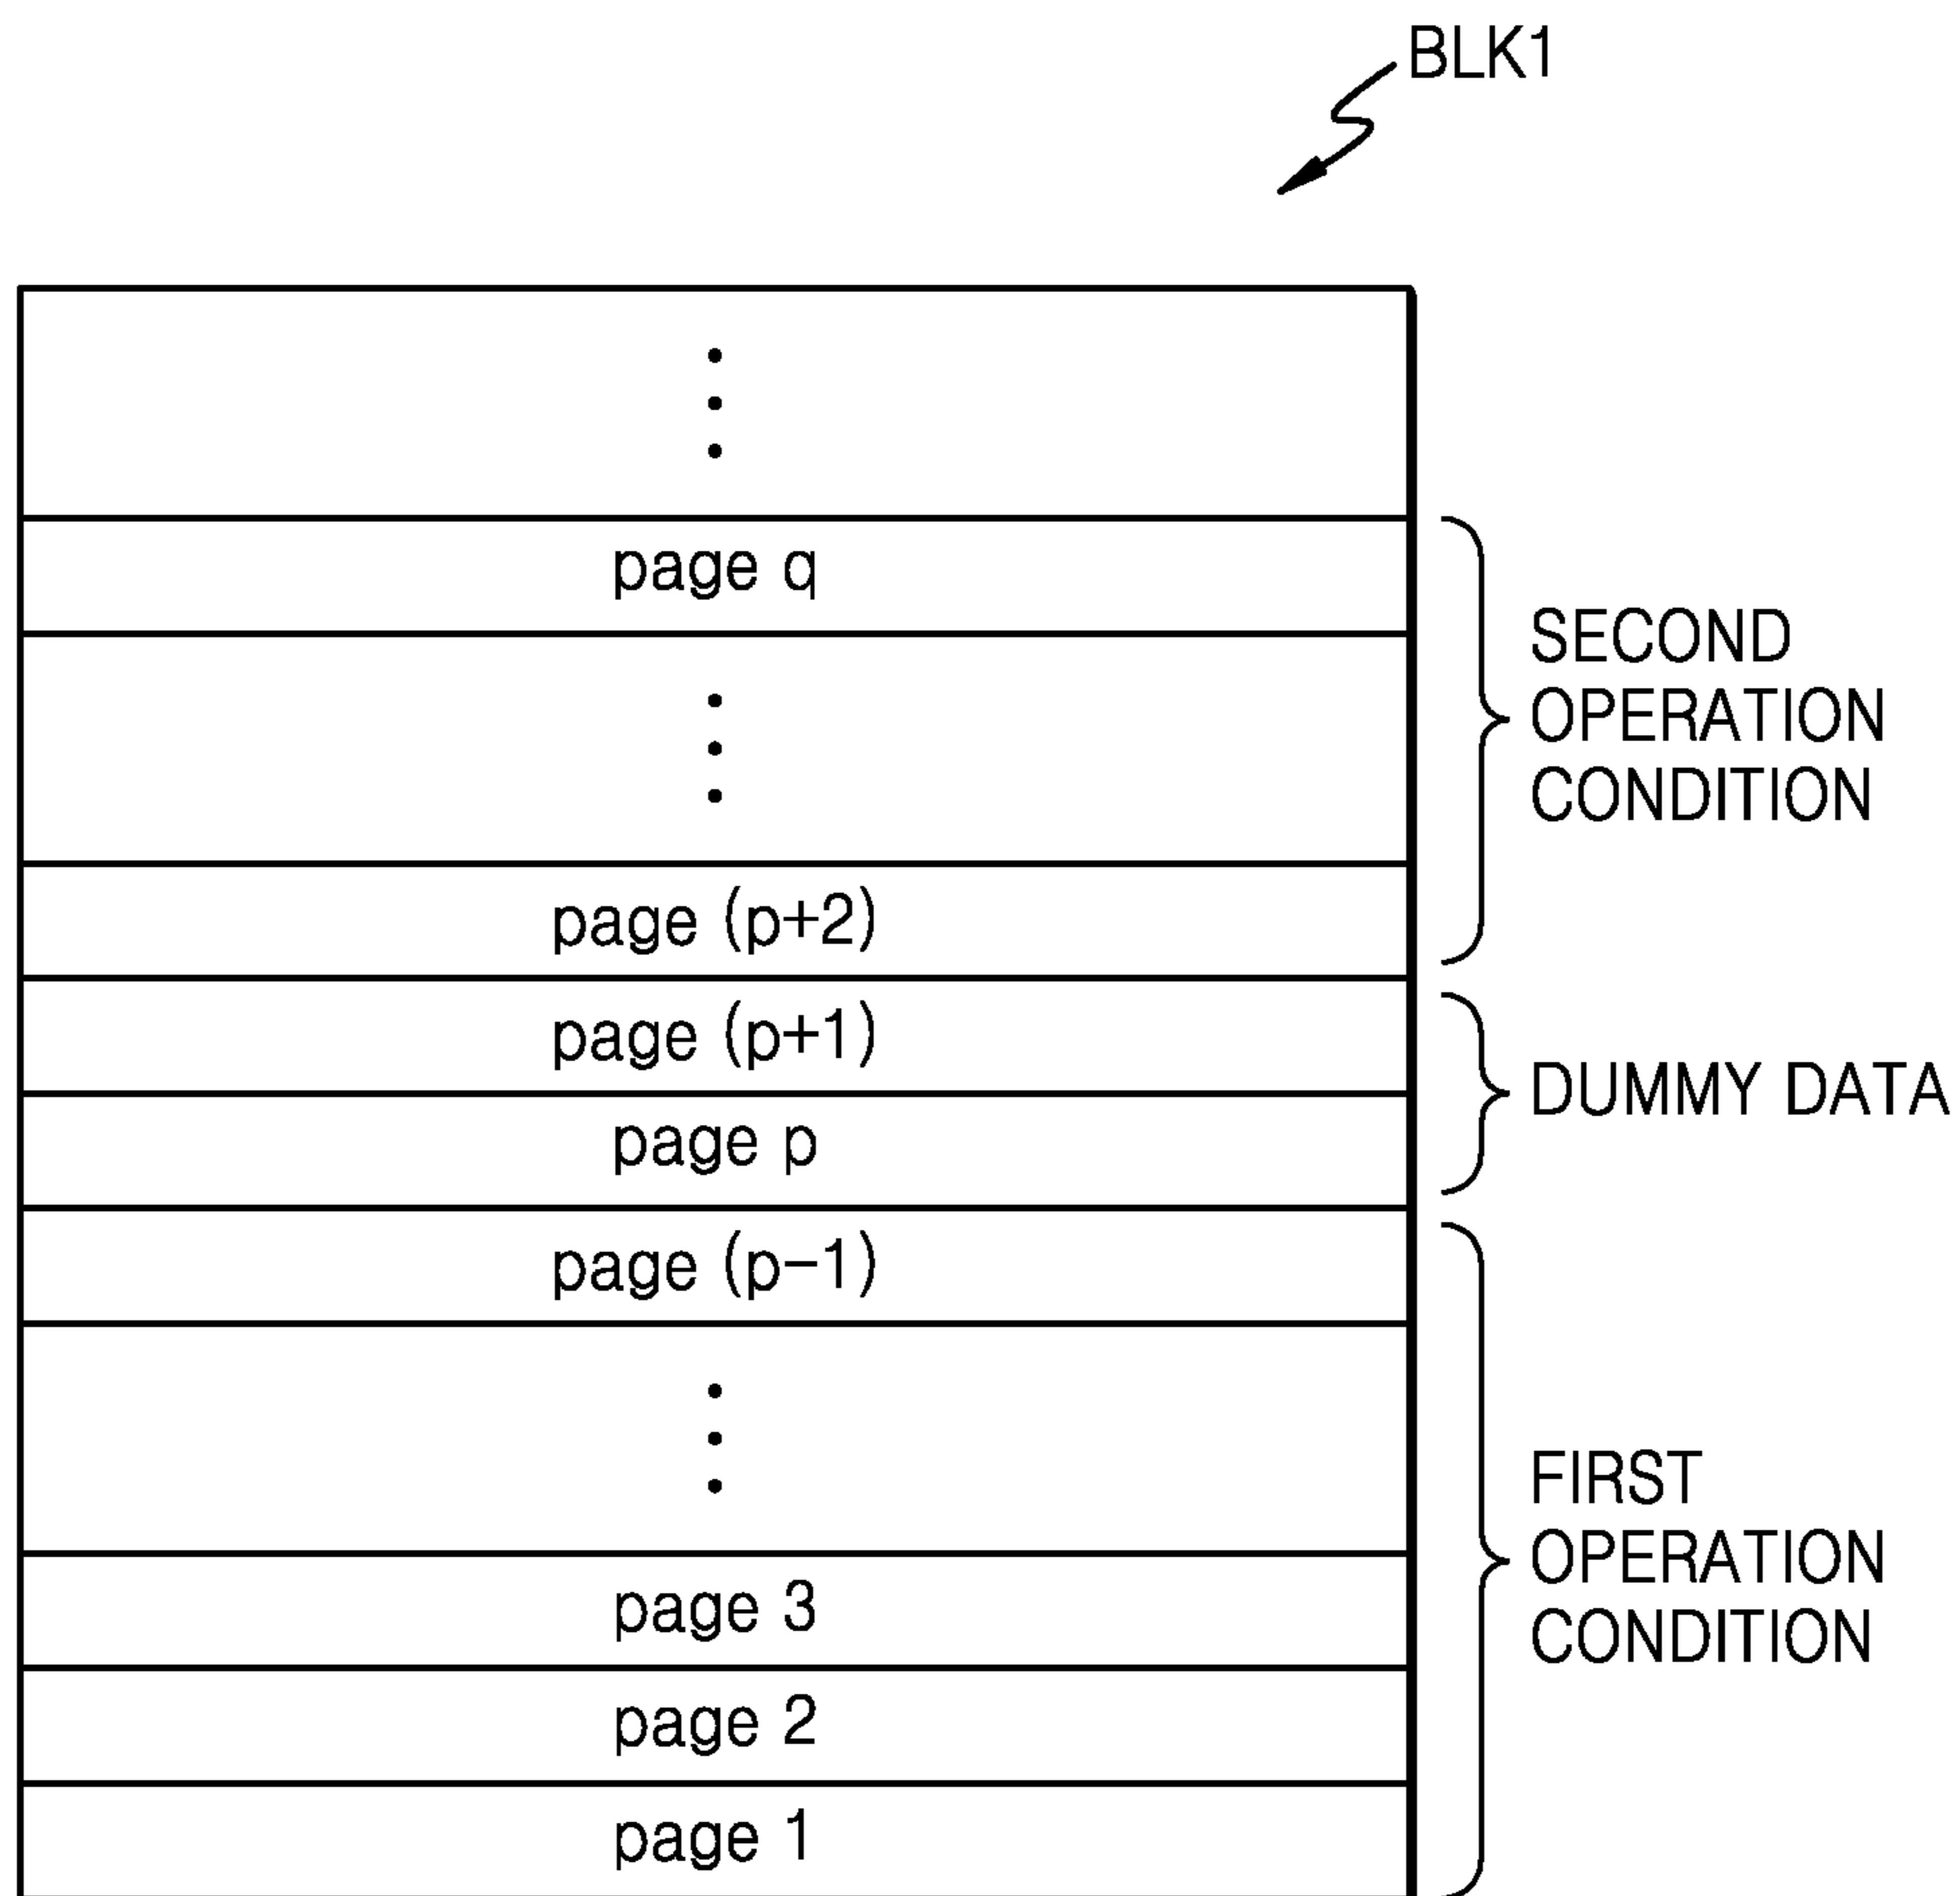 BLK1
page q
SECOND
OPERATION
CONDITION
page (p+2)
page (p+1)
DUMMY DATA
page p
page (p−1)
FIRST
OPERATION
CONDITION
page 3
page 2
page 1